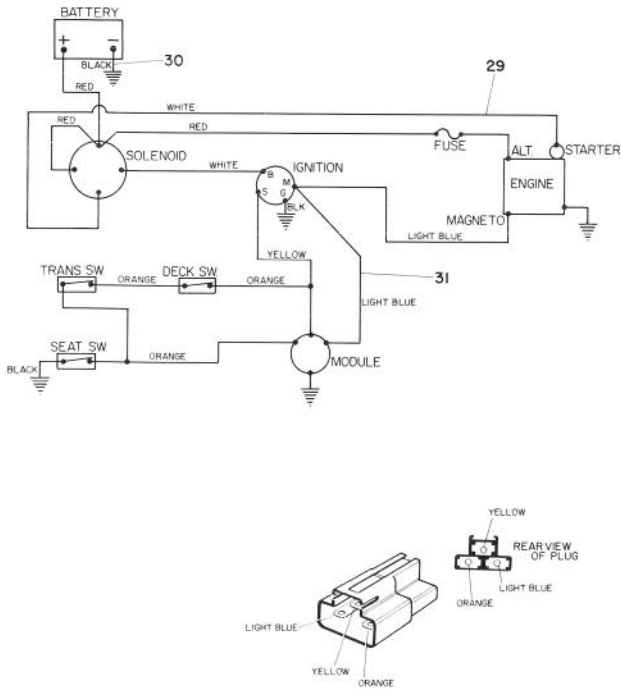 BATTERY
+ −
BLACK
30
RED
29
WHITE
RED
RED
FUSE
SOLENOID
WHITE
IGNITION
B
M
S
G
BLK
ALT.
STARTER
ENGINE
MAGNETO
LIGHT BLUE
YELLOW
TRANS SW.
ORANGE
DECK SW.
ORANGE
31
LIGHT BLUE
SEAT SW.
ORANGE
BLACK
MODULE
YELLOW
REAR VIEW
OF PLUG
LIGHT BLUE
ORANGE
LIGHT BLUE
YELLOW
ORANGE